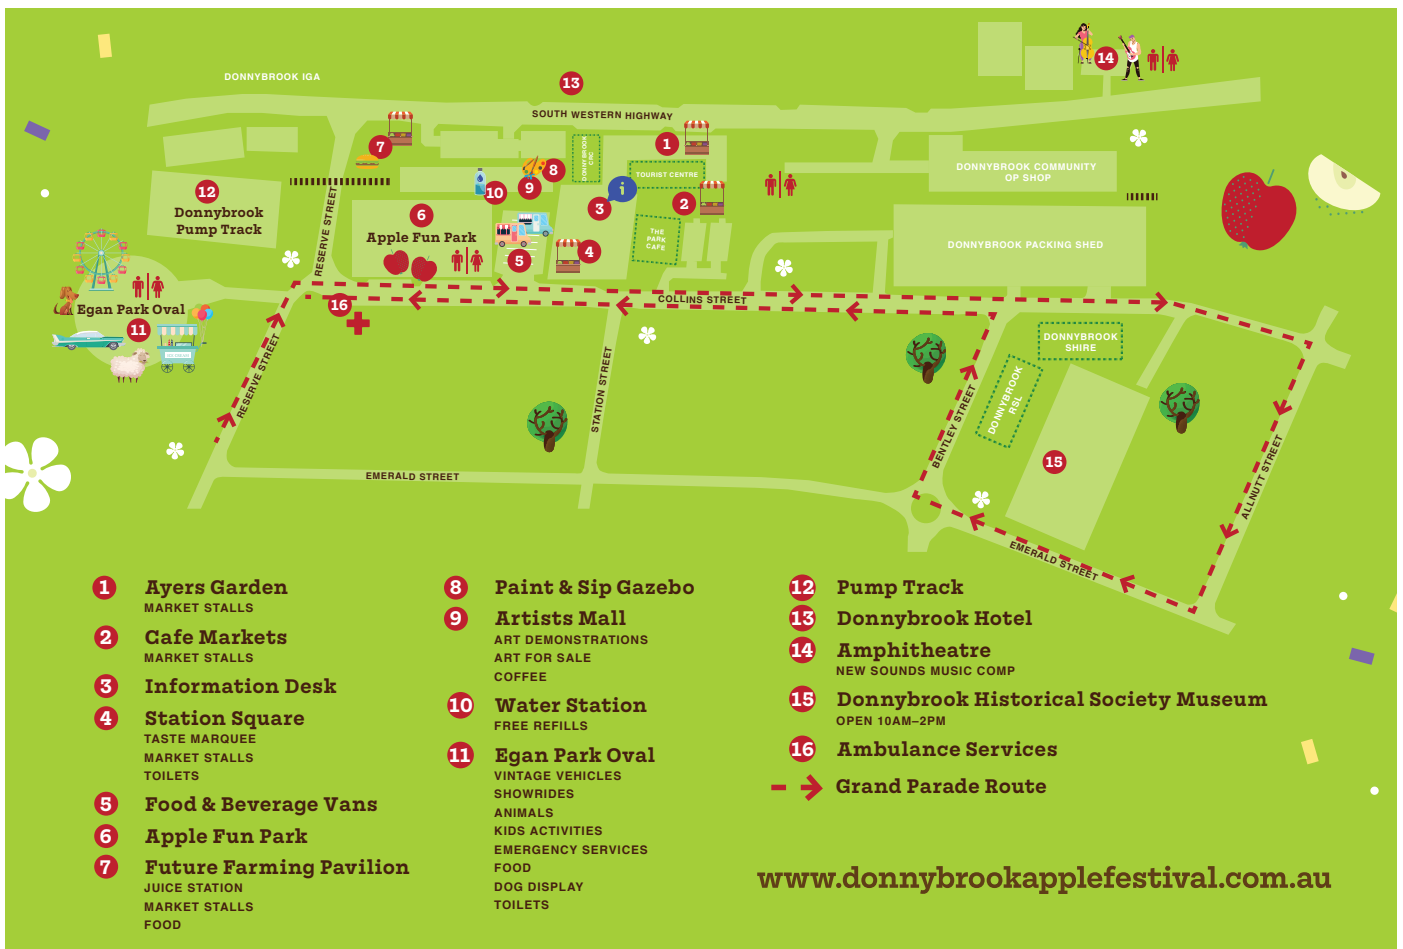 DONNYBROOK IGA
13
14
SOUTH WESTERN HIGHWAY
7
1
DONNYBROOK
CRC
8
TOURIST CENTRE
DONNYBROOK COMMUNITY
OP SHOP
12
Donnybrook
Pump Track
RESERVE STREET
10
9
i
3
2
6
Apple Fun Park
THE
PARK
CAFE
DONNYBROOK PACKING SHED
5
4
Egan Park Oval
11
16
COLLINS STREET
RESERVE STREET
STATION STREET
DONNYBROOK
SHIRE
DONNYBROOK
RSL
BENTLEY STREET
15
ALLNUTT STREET
EMERALD STREET
EMERALD STREET
1 Ayers Garden
MARKET STALLS
2 Cafe Markets
MARKET STALLS
3 Information Desk
4 Station Square
TASTE MARQUEE
MARKET STALLS
TOILETS
5 Food & Beverage Vans
6 Apple Fun Park
7 Future Farming Pavilion
JUICE STATION
MARKET STALLS
FOOD
8 Paint & Sip Gazebo
9 Artists Mall
ART DEMONSTRATIONS
ART FOR SALE
COFFEE
10 Water Station
FREE REFILLS
11 Egan Park Oval
VINTAGE VEHICLES
SHOWRIDES
ANIMALS
KIDS ACTIVITIES
EMERGENCY SERVICES
FOOD
DOG DISPLAY
TOILETS
12 Pump Track
13 Donnybrook Hotel
14 Amphitheatre
NEW SOUNDS MUSIC COMP
15 Donnybrook Historical Society Museum
OPEN 10AM–2PM
16 Ambulance Services
Grand Parade Route
www.donnybrookapplefestival.com.au